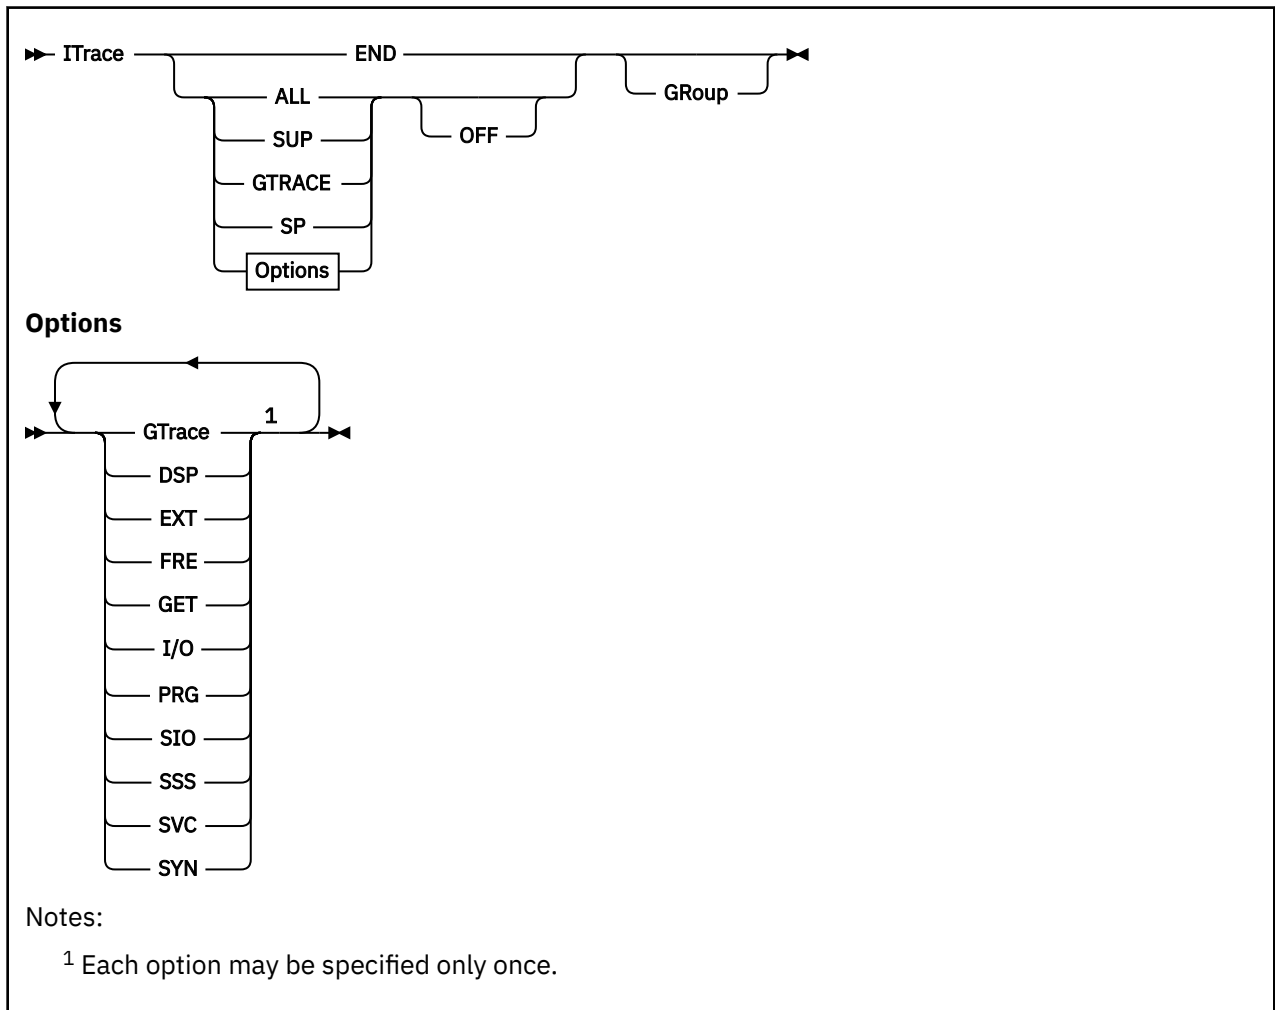 ITrace END
ALL GRoup
SUP OFF
GTRACE
SP
Options
Options
1
GTrace
DSP
EXT
FRE
GET
I/O
PRG
SIO
SSS
SVC
SYN
Notes:
1 Each option may be specified only once.